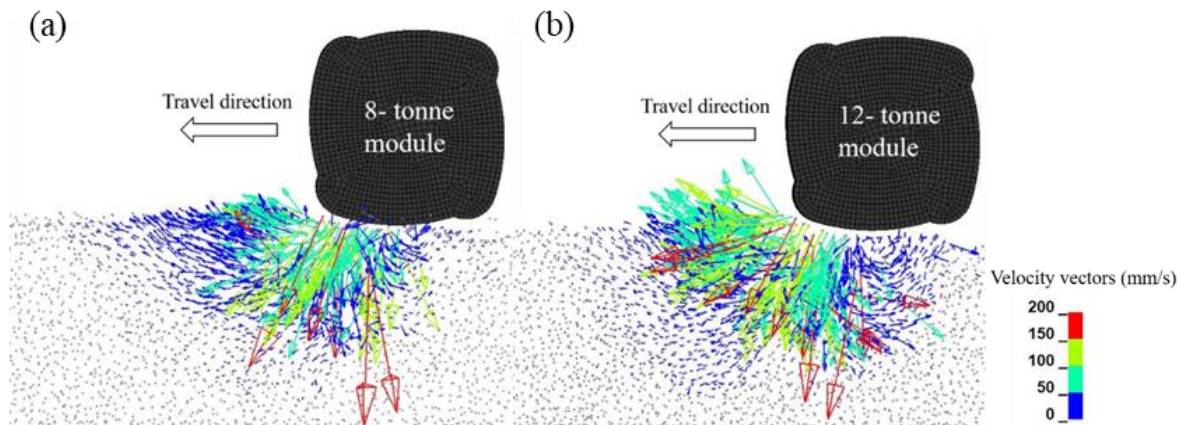 (a)
Travel direction
8- tonne
module
(b)
Travel direction
12- tonne
module
Velocity vectors (mm/s)
200
150
100
50
0